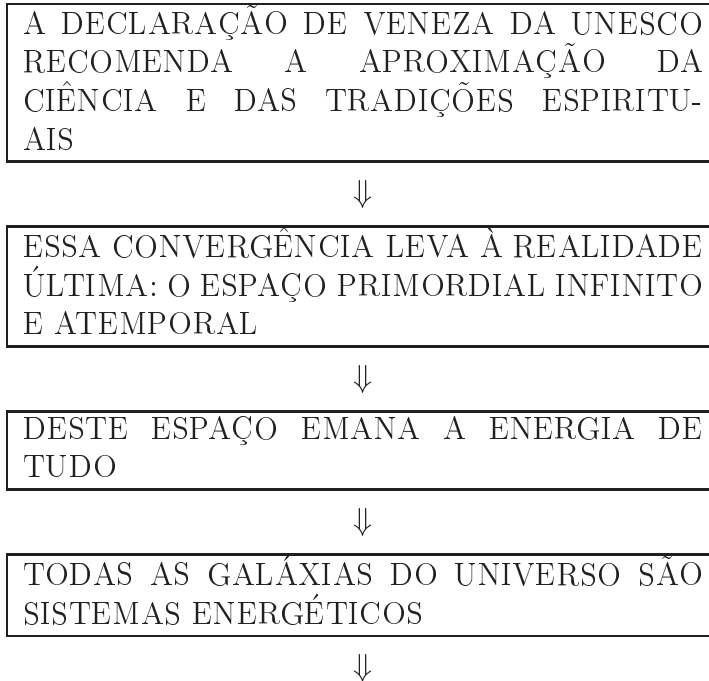 A DECLARAÇÃO DE VENEZA DA UNESCO
RECOMENDA A APROXIMAÇÃO DA
CIÊNCIA E DAS TRADIÇÕES ESPIRITU-
AIS
⇓
ESSA CONVERGÊNCIA LEVA À REALIDADE
ÚLTIMA: O ESPAÇO PRIMORDIAL INFINITO
E ATEMPORAL
⇓
DESTE ESPAÇO EMANA A ENERGIA DE
TUDO
⇓
TODAS AS GALÁXIAS DO UNIVERSO SÃO
SISTEMAS ENERGÉTICOS
⇓